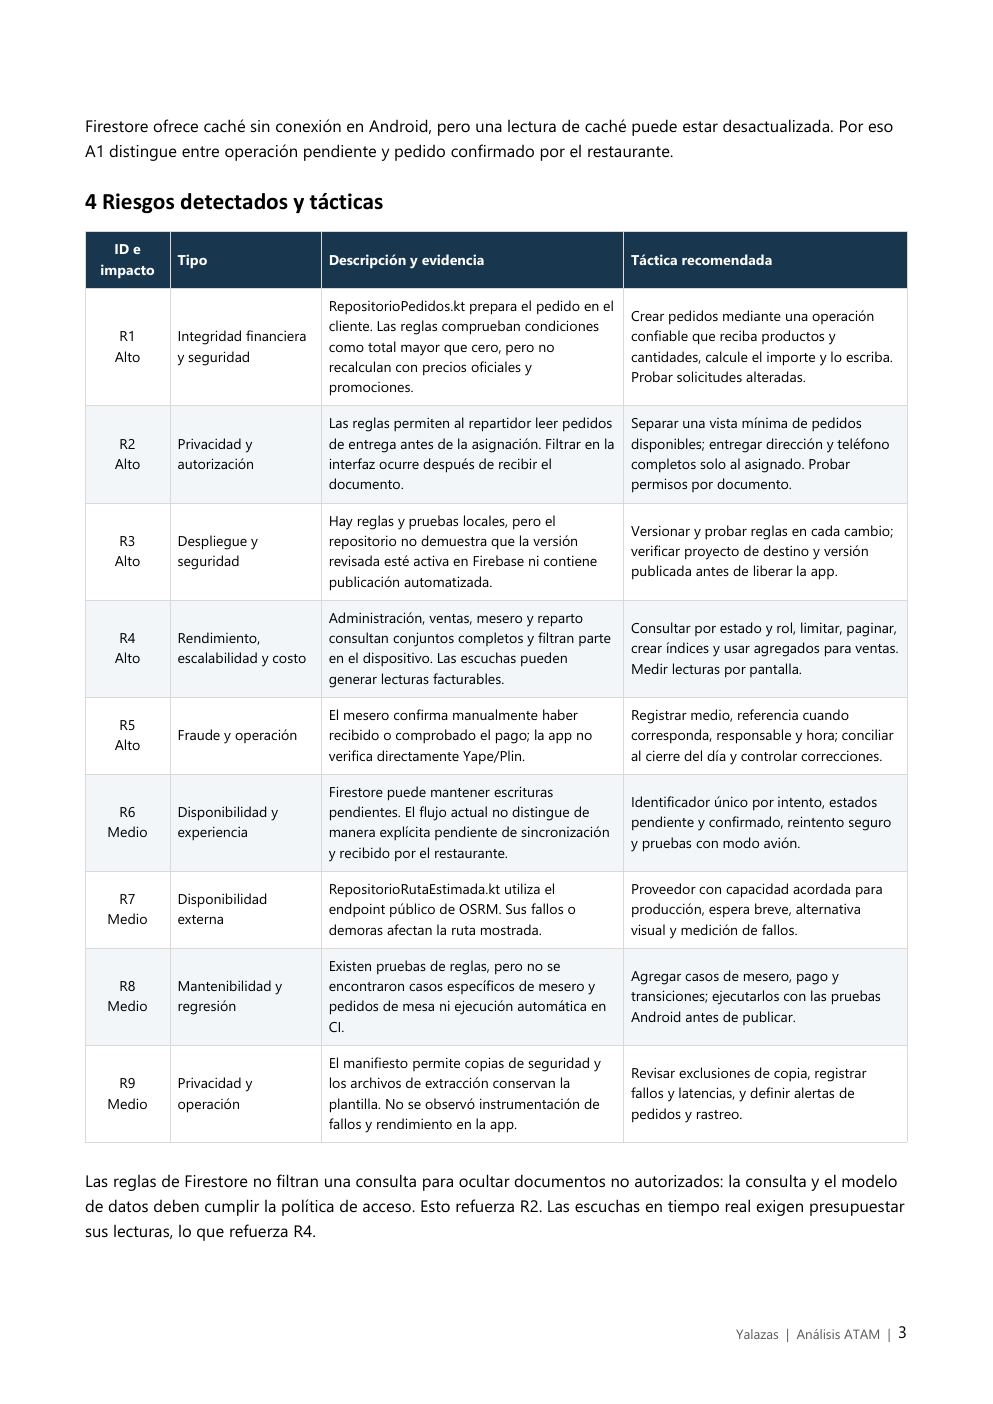 Firestore ofrece caché sin conexión en Android, pero una lectura de caché puede estar desactualizada. Por eso
A1 distingue entre operación pendiente y pedido confirmado por el restaurante.
4 Riesgos detectados y tácticas
ID e
impacto
Tipo
Descripción y evidencia
Táctica recomendada
R1
Alto
Integridad financiera
y seguridad
RepositorioPedidos.kt prepara el pedido en el
cliente. Las reglas comprueban condiciones
como total mayor que cero, pero no
recalculan con precios oficiales y
promociones.
Crear pedidos mediante una operación
confiable que reciba productos y
cantidades, calcule el importe y lo escriba.
Probar solicitudes alteradas.
R2
Alto
Privacidad y
autorización
Las reglas permiten al repartidor leer pedidos
de entrega antes de la asignación. Filtrar en la
interfaz ocurre después de recibir el
documento.
Separar una vista mínima de pedidos
disponibles; entregar dirección y teléfono
completos solo al asignado. Probar
permisos por documento.
R3
Alto
Despliegue y
seguridad
Hay reglas y pruebas locales, pero el
repositorio no demuestra que la versión
revisada esté activa en Firebase ni contiene
publicación automatizada.
Versionar y probar reglas en cada cambio;
verificar proyecto de destino y versión
publicada antes de liberar la app.
R4
Alto
Rendimiento,
escalabilidad y costo
Administración, ventas, mesero y reparto
consultan conjuntos completos y filtran parte
en el dispositivo. Las escuchas pueden
generar lecturas facturables.
Consultar por estado y rol, limitar, paginar,
crear índices y usar agregados para ventas.
Medir lecturas por pantalla.
R5
Alto
Fraude y operación
El mesero confirma manualmente haber
recibido o comprobado el pago; la app no
verifica directamente Yape/Plin.
Registrar medio, referencia cuando
corresponda, responsable y hora; conciliar
al cierre del día y controlar correcciones.
R6
Medio
Disponibilidad y
experiencia
Firestore puede mantener escrituras
pendientes. El flujo actual no distingue de
manera explícita pendiente de sincronización
y recibido por el restaurante.
Identificador único por intento, estados
pendiente y confirmado, reintento seguro
y pruebas con modo avión.
R7
Medio
Disponibilidad
externa
RepositorioRutaEstimada.kt utiliza el
endpoint público de OSRM. Sus fallos o
demoras afectan la ruta mostrada.
Proveedor con capacidad acordada para
producción, espera breve, alternativa
visual y medición de fallos.
R8
Medio
Mantenibilidad y
regresión
Existen pruebas de reglas, pero no se
encontraron casos específicos de mesero y
pedidos de mesa ni ejecución automática en
CI.
Agregar casos de mesero, pago y
transiciones; ejecutarlos con las pruebas
Android antes de publicar.
R9
Medio
Privacidad y
operación
El manifiesto permite copias de seguridad y
los archivos de extracción conservan la
plantilla. No se observó instrumentación de
fallos y rendimiento en la app.
Revisar exclusiones de copia, registrar
fallos y latencias, y definir alertas de
pedidos y rastreo.
Las reglas de Firestore no filtran una consulta para ocultar documentos no autorizados: la consulta y el modelo
de datos deben cumplir la política de acceso. Esto refuerza R2. Las escuchas en tiempo real exigen presupuestar
sus lecturas, lo que refuerza R4.
Yalazas | Análisis ATAM | 3